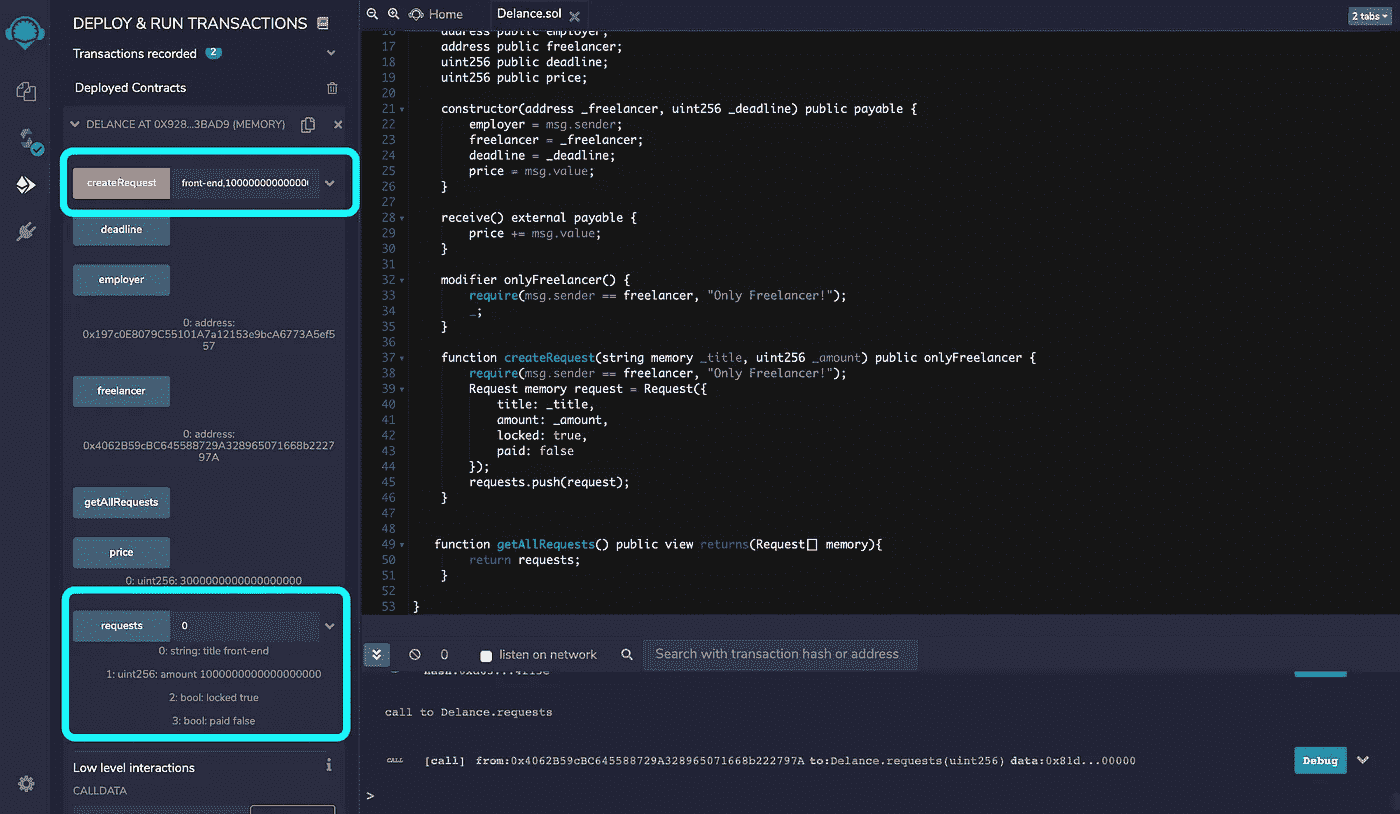 DEPLOY & RUN TRANSACTIONS
Transactions recorded 2
Deployed Contracts
DELANCE AT 0X928...3BAD9 (MEMORY)
createRequest front-end,1000000000000000
deadline
employer
0: address:
0x197c0E8079C55101A7a12153e9bcA6773A5ef5
57
freelancer
0: address:
0x4062B59cBC645588729A328965071668b2227
97A
getAllRequests
price
0: uint256: 3000000000000000000
requests 0
0: string: title front-end
1: uint256: amount 1000000000000000000
2: bool: locked true
3: bool: paid false
Low level interactions
CALLDATA
Home Delance.sol 2 tabs
16 address public employer;
17 address public freelancer;
18 uint256 public deadline;
19 uint256 public price;
20
21 constructor(address _freelancer, uint256 _deadline) public payable {
22 employer = msg.sender;
23 freelancer = _freelancer;
24 deadline = _deadline;
25 price = msg.value;
26 }
27
28 receive() external payable {
29 price += msg.value;
30 }
31
32 modifier onlyFreelancer() {
33 require(msg.sender == freelancer, "Only Freelancer!");
34 _;
35 }
36
37 function createRequest(string memory _title, uint256 _amount) public onlyFreelancer {
38 require(msg.sender == freelancer, "Only Freelancer!");
39 Request memory request = Request({
40 title: _title,
41 amount: _amount,
42 locked: true,
43 paid: false
44 });
45 requests.push(request);
46 }
47
48
49 function getAllRequests() public view returns(Request[] memory){
50 return requests;
51 }
52
53 }
0 listen on network Search with transaction hash or address
call to Delance.requests
CALL [call] from:0x4062B59cBC645588729A328965071668b222797A to:Delance.requests(uint256) data:0x81d...00000 Debug
>